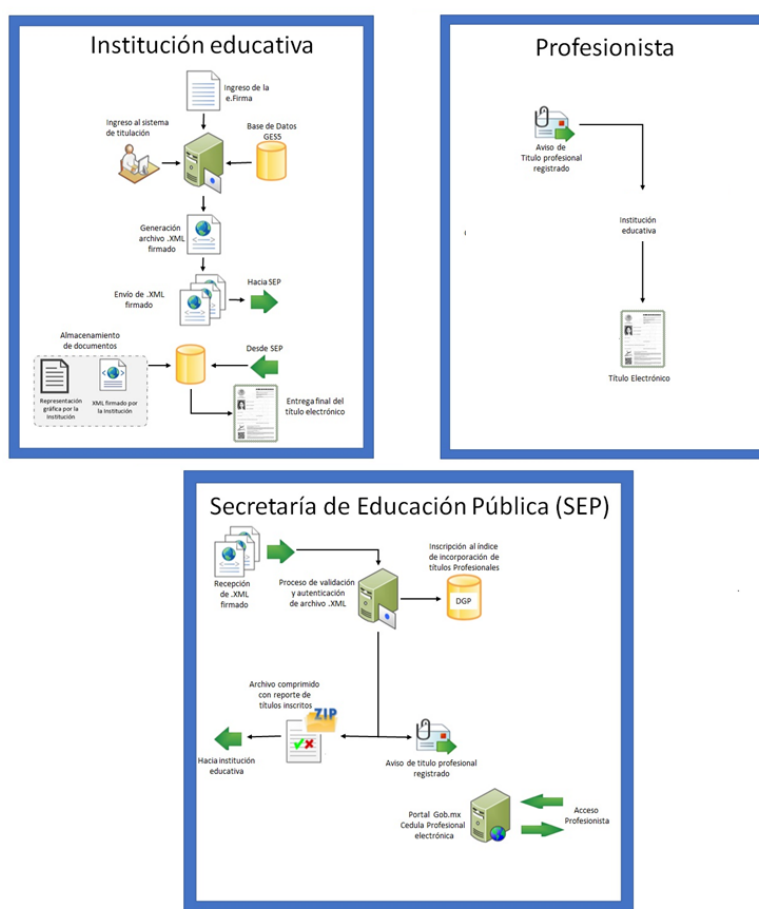 Institución educativa
Ingreso de la
e.Firma
Ingreso al sistema
de titulación
Base de Datos
GES5
Generación
archivo .XML
firmado
Envío de .XML
firmado
Hacia SEP
Almacenamiento
de documentos
Desde SEP
Representación
gráfica por la
Institución
XML firmado por
la Institución
Entrega final del
título electrónico
Profesionista
Aviso de
Titulo profesional
registrado
Institución
educativa
Título Electrónico
Secretaría de Educación Pública (SEP)
Recepción
de .XML
firmado
Proceso de validación
y autenticación
de archivo .XML
Inscripción al índice
de incorporación de
títulos Profesionales
DGP
Archivo comprimido
con reporte de
títulos inscritos
ZIP
Hacia institución
educativa
Aviso de titulo profesional
registrado
Portal Gob.mx
Cedula Profesional
electrónica
Acceso
Profesionista